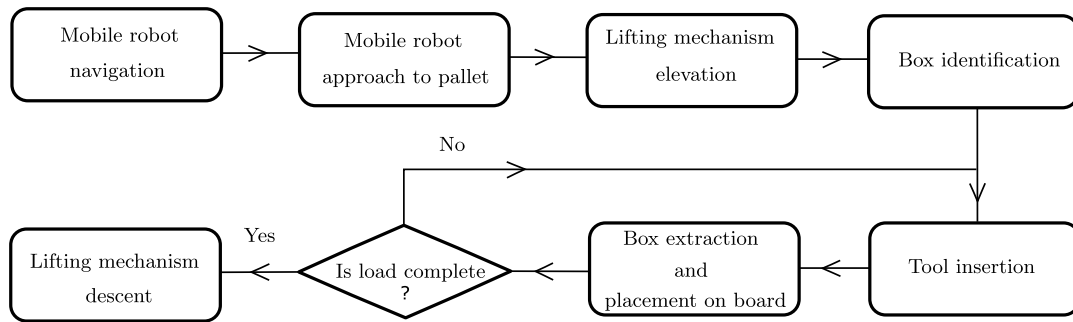 Mobile robot
navigation
Mobile robot
approach to pallet
Lifting mechanism
elevation
Box identification
No
Yes
Lifting mechanism
descent
Is load complete
?
Box extraction
and
placement on board
Tool insertion